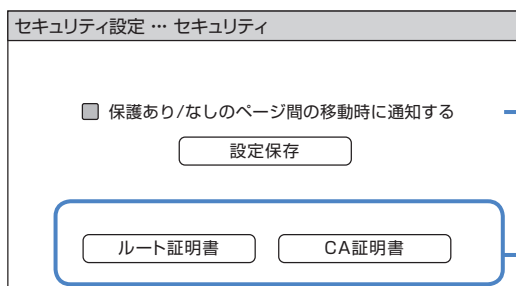 セキュリティ設定 … セキュリティ
保護あり/なしのページ間の移動時に通知する
設定保存
ルート証明書 CA証明書